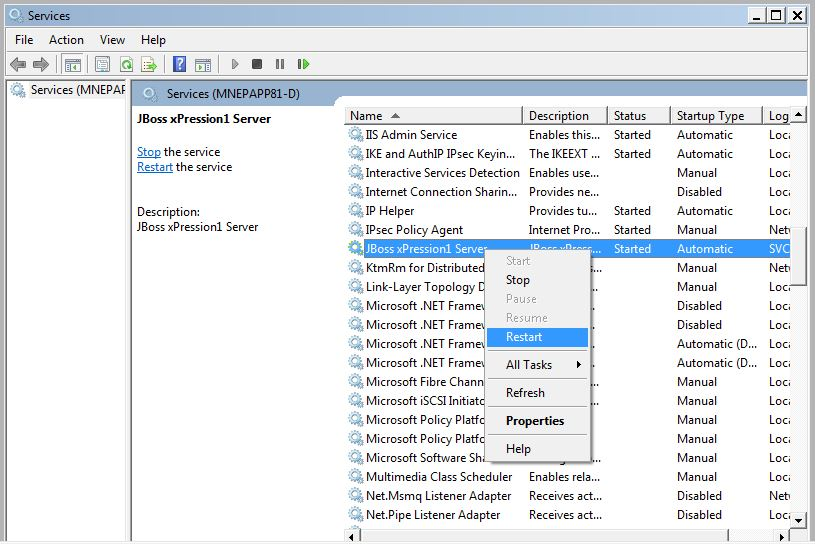 Services
File Action View Help
Services (MNEPAF
Services (MNEPAPP81-D)
JBoss xPression1 Server
Stop the service
Restart the service
Description:
JBoss xPression1 Server
Name Description Status Startup Type Log
IIS Admin Service Enables this... Started Automatic Loca
IKE and AuthIP IPsec Keyin... The IKEEXT ... Started Automatic Loca
Interactive Services Detection Enables use... Manual Loca
Internet Connection Sharin... Provides ne... Disabled Loca
IP Helper Provides tu... Started Automatic Loca
IPsec Policy Agent Internet Pro... Started Manual Netw
JBoss xPression1 Server JBoss xPress... Started Automatic SVC
KtmRm for Distributed s... Manual Netw
Link-Layer Topology D Manual Loca
Microsoft .NET Framew Disabled Loca
Microsoft .NET Framew Disabled Loca
Microsoft .NET Framew Automatic (D... Loca
Microsoft .NET Framew Automatic (D... Loca
Microsoft Fibre Chann Manual Loca
Microsoft iSCSI Initiato Manual Loca
Microsoft Policy Platfo Manual Loca
Microsoft Policy Platfo Manual Loca
Microsoft Software Sha Manual Loca
Multimedia Class Scheduler Enables rela... Manual Loca
Net.Msmq Listener Adapter Receives act... Disabled Netw
Net.Pipe Listener Adapter Receives act... Disabled Loca
Start
Stop
Pause
Resume
Restart
All Tasks
Refresh
Properties
Help